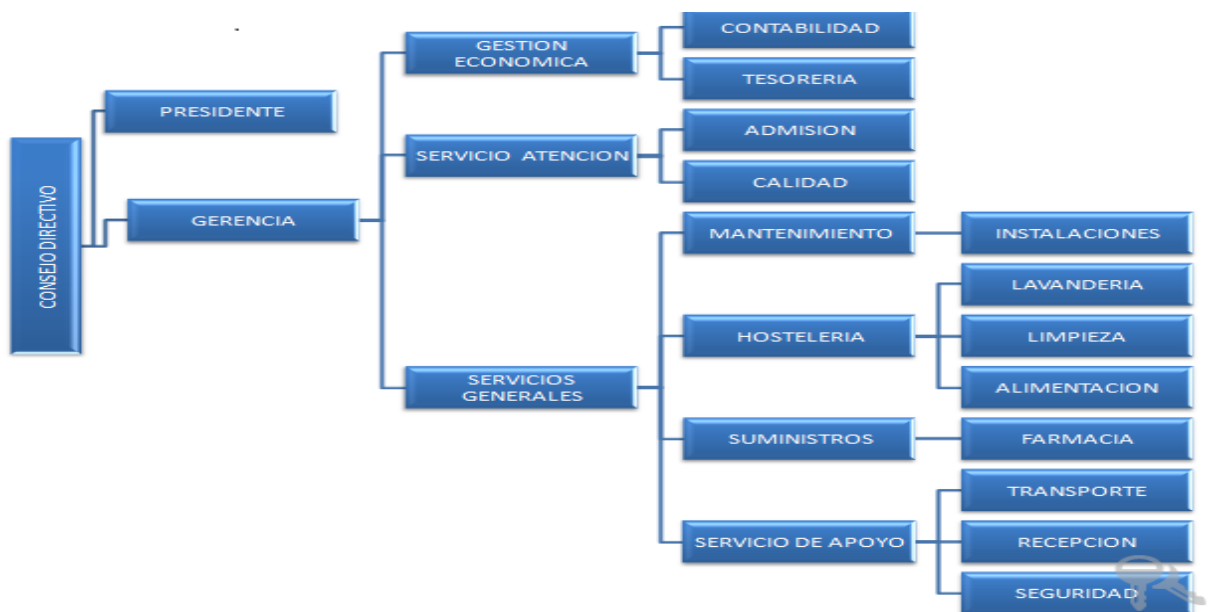 CONSEJO DIRECTIVO
PRESIDENTE
GERENCIA
GESTION
ECONOMICA
CONTABILIDAD
TESORERIA
SERVICIO ATENCION
ADMISION
CALIDAD
SERVICIOS
GENERALES
MANTENIMIENTO
INSTALACIONES
HOSTELERIA
LAVANDERIA
LIMPIEZA
ALIMENTACION
SUMINISTROS
FARMACIA
SERVICIO DE APOYO
TRANSPORTE
RECEPCION
SEGURIDAD